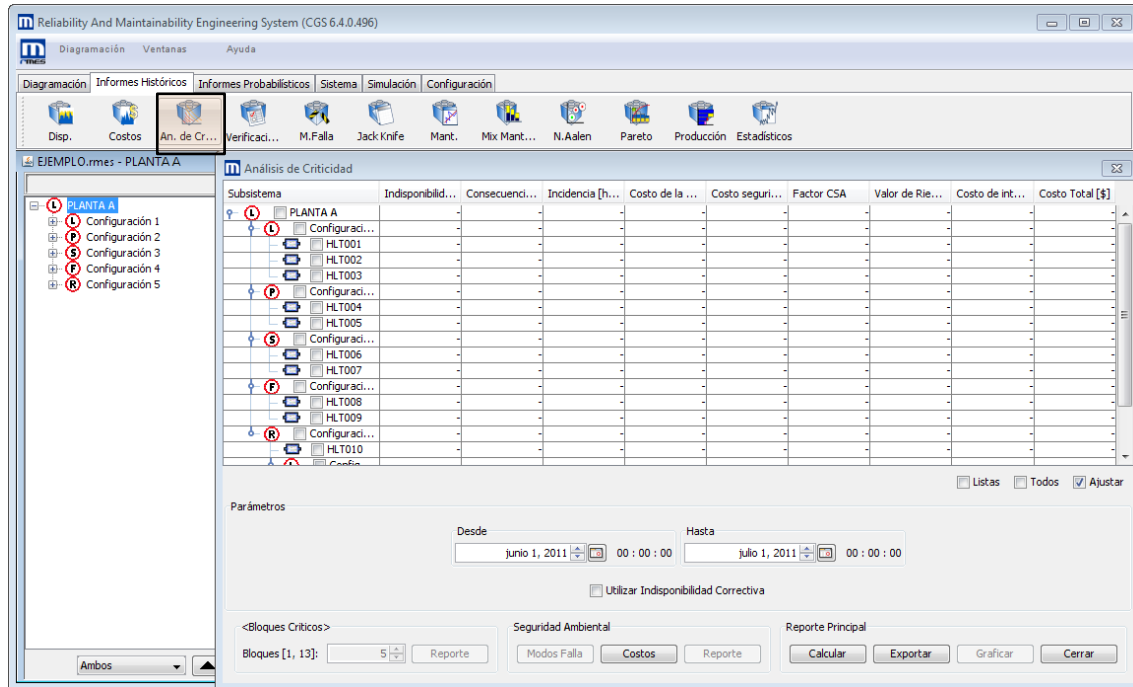 Reliability And Maintainability Engineering System (CGS 6.4.0.496)
Diagramación Ventanas Ayuda
Diagramación Informes Históricos Informes Probabilísticos Sistema Simulación Configuración
Disp. Costos An. de Cr... Verificaci... M.Falla Jack Knife Mant. Mix Mant... N.Aalen Pareto Producción Estadísticos
EJEMPLO.rmes - PLANTA A
PLANTA A
Configuración 1
Configuración 2
Configuración 3
Configuración 4
Configuración 5
Ambos
Análisis de Criticidad
Subsistema Indisponibilid... Consecuenci... Incidencia [h... Costo de la ... Costo seguri... Factor CSA Valor de Rie... Costo de int... Costo Total [$]
L PLANTA A - - - - - - - - -
L Configuraci... - - - - - - - - -
HLT001 - - - - - - - - -
HLT002 - - - - - - - - -
HLT003 - - - - - - - - -
P Configuraci... - - - - - - - - -
HLT004 - - - - - - - - -
HLT005 - - - - - - - - -
S Configuraci... - - - - - - - - -
HLT006 - - - - - - - - -
HLT007 - - - - - - - - -
F Configuraci... - - - - - - - - -
HLT008 - - - - - - - - -
HLT009 - - - - - - - - -
R Configuraci... - - - - - - - - -
HLT010 - - - - - - - - -
Listas Todos Ajustar
Parámetros
Desde Hasta
junio 1, 2011 00 : 00 : 00 julio 1, 2011 00 : 00 : 00
Utilizar Indisponibilidad Correctiva
<Bloques Criticos> Seguridad Ambiental Reporte Principal
Bloques [1, 13]: 5 Reporte Modos Falla Costos Reporte Calcular Exportar Graficar Cerrar